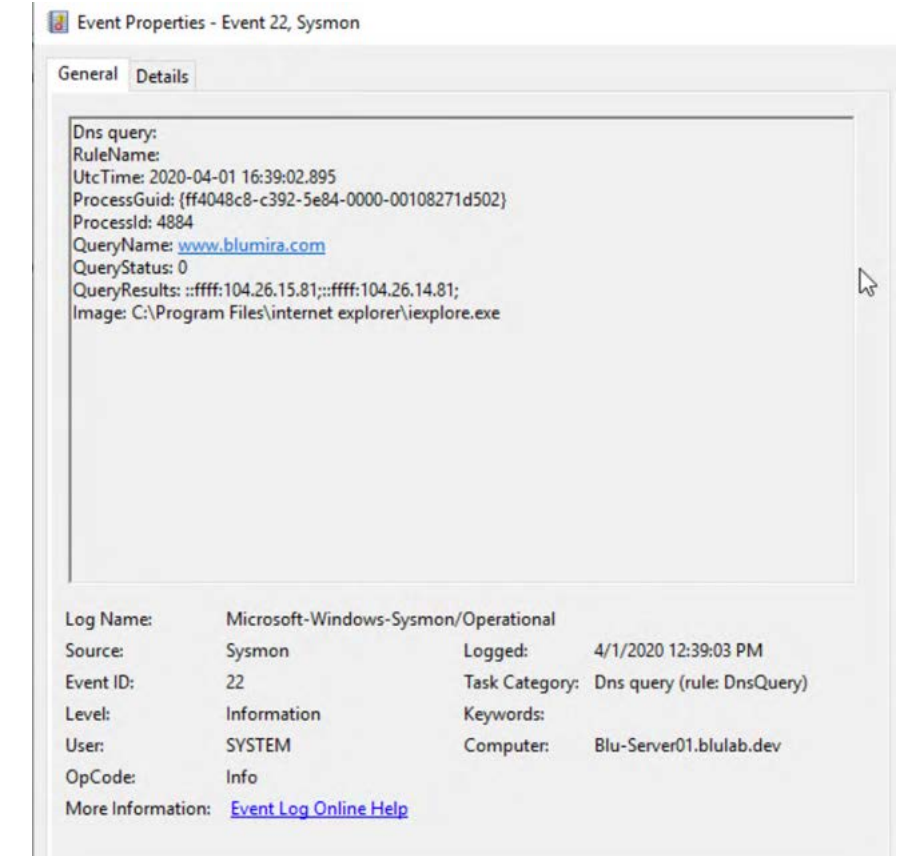 Event Properties - Event 22, Sysmon
General Details
Dns query:
RuleName:
UtcTime: 2020-04-01 16:39:02.895
ProcessGuid: {ff4048c8-c392-5e84-0000-00108271d502}
ProcessId: 4884
QueryName: www.blumira.com
QueryStatus: 0
QueryResults: ::ffff:104.26.15.81;::ffff:104.26.14.81;
Image: C:\Program Files\internet explorer\iexplore.exe
Log Name: Microsoft-Windows-Sysmon/Operational
Source: Sysmon Logged: 4/1/2020 12:39:03 PM
Event ID: 22 Task Category: Dns query (rule: DnsQuery)
Level: Information Keywords:
User: SYSTEM Computer: Blu-Server01.blulab.dev
OpCode: Info
More Information: Event Log Online Help